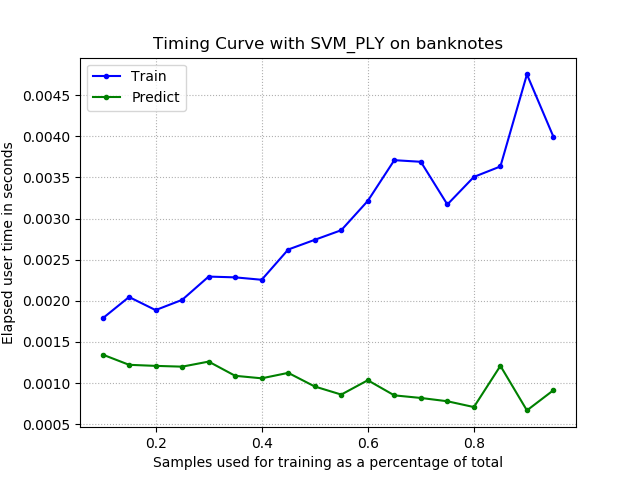 Timing Curve with SVM_PLY on banknotes
Train
Predict
0.0045
0.0040
0.0035
0.0030
0.0025
0.0020
0.0015
0.0010
0.0005
Elapsed user time in seconds
0.2 0.4 0.6 0.8
Samples used for training as a percentage of total